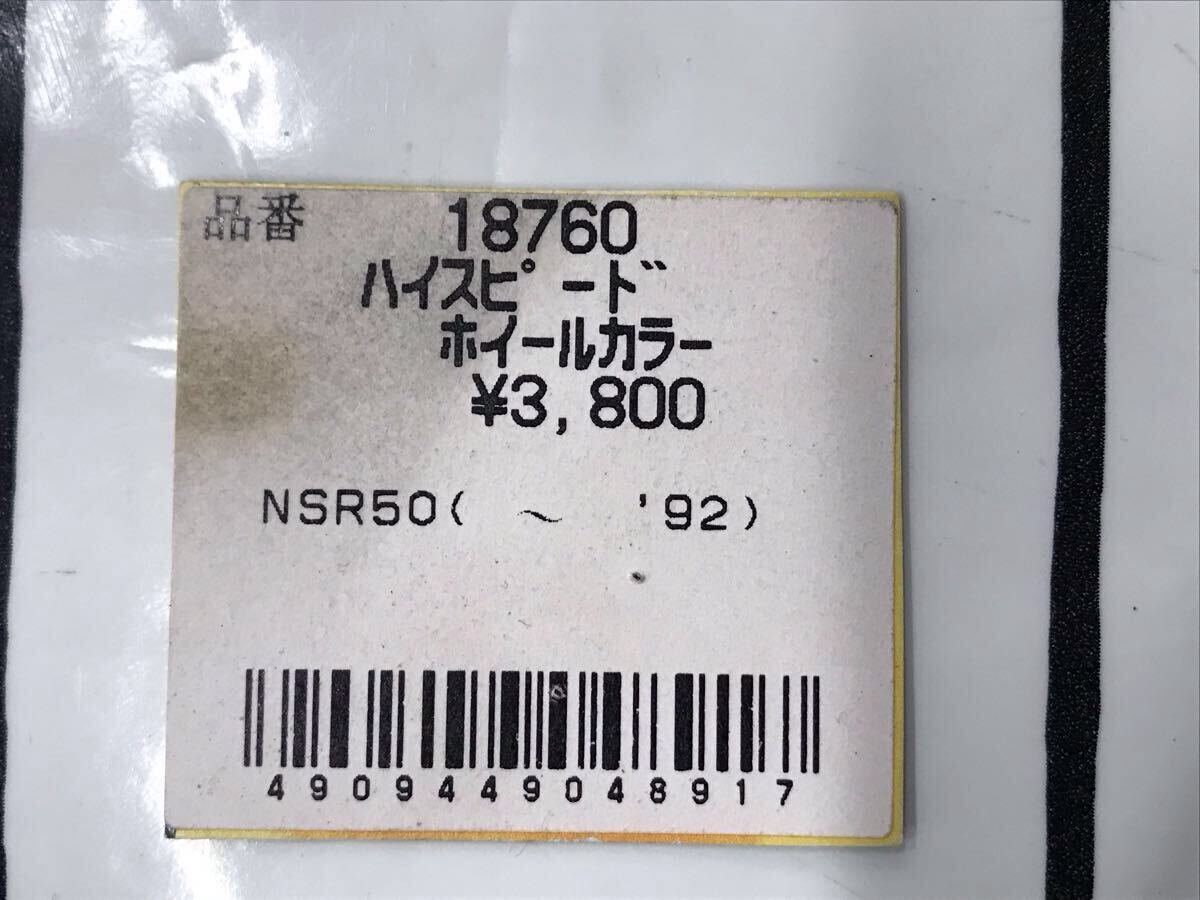 品番 18760
ﾊｲｽﾋﾟｰﾄﾞ
ﾎｲｰﾙｶﾗｰ
¥3,800
NSR50( ～ '92)
4909449048917